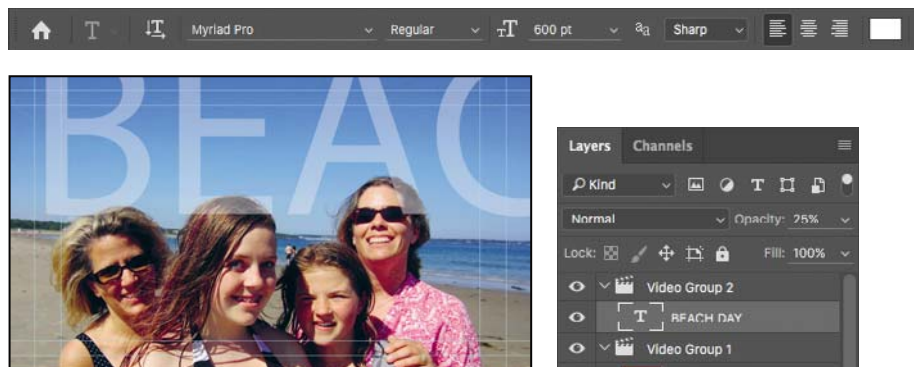 T Myriad Pro Regular 600 pt Sharp
BEAC
Layers Channels
Kind T
Normal Opacity: 25%
Lock: Fill: 100%
Video Group 2
T BEACH DAY
Video Group 1